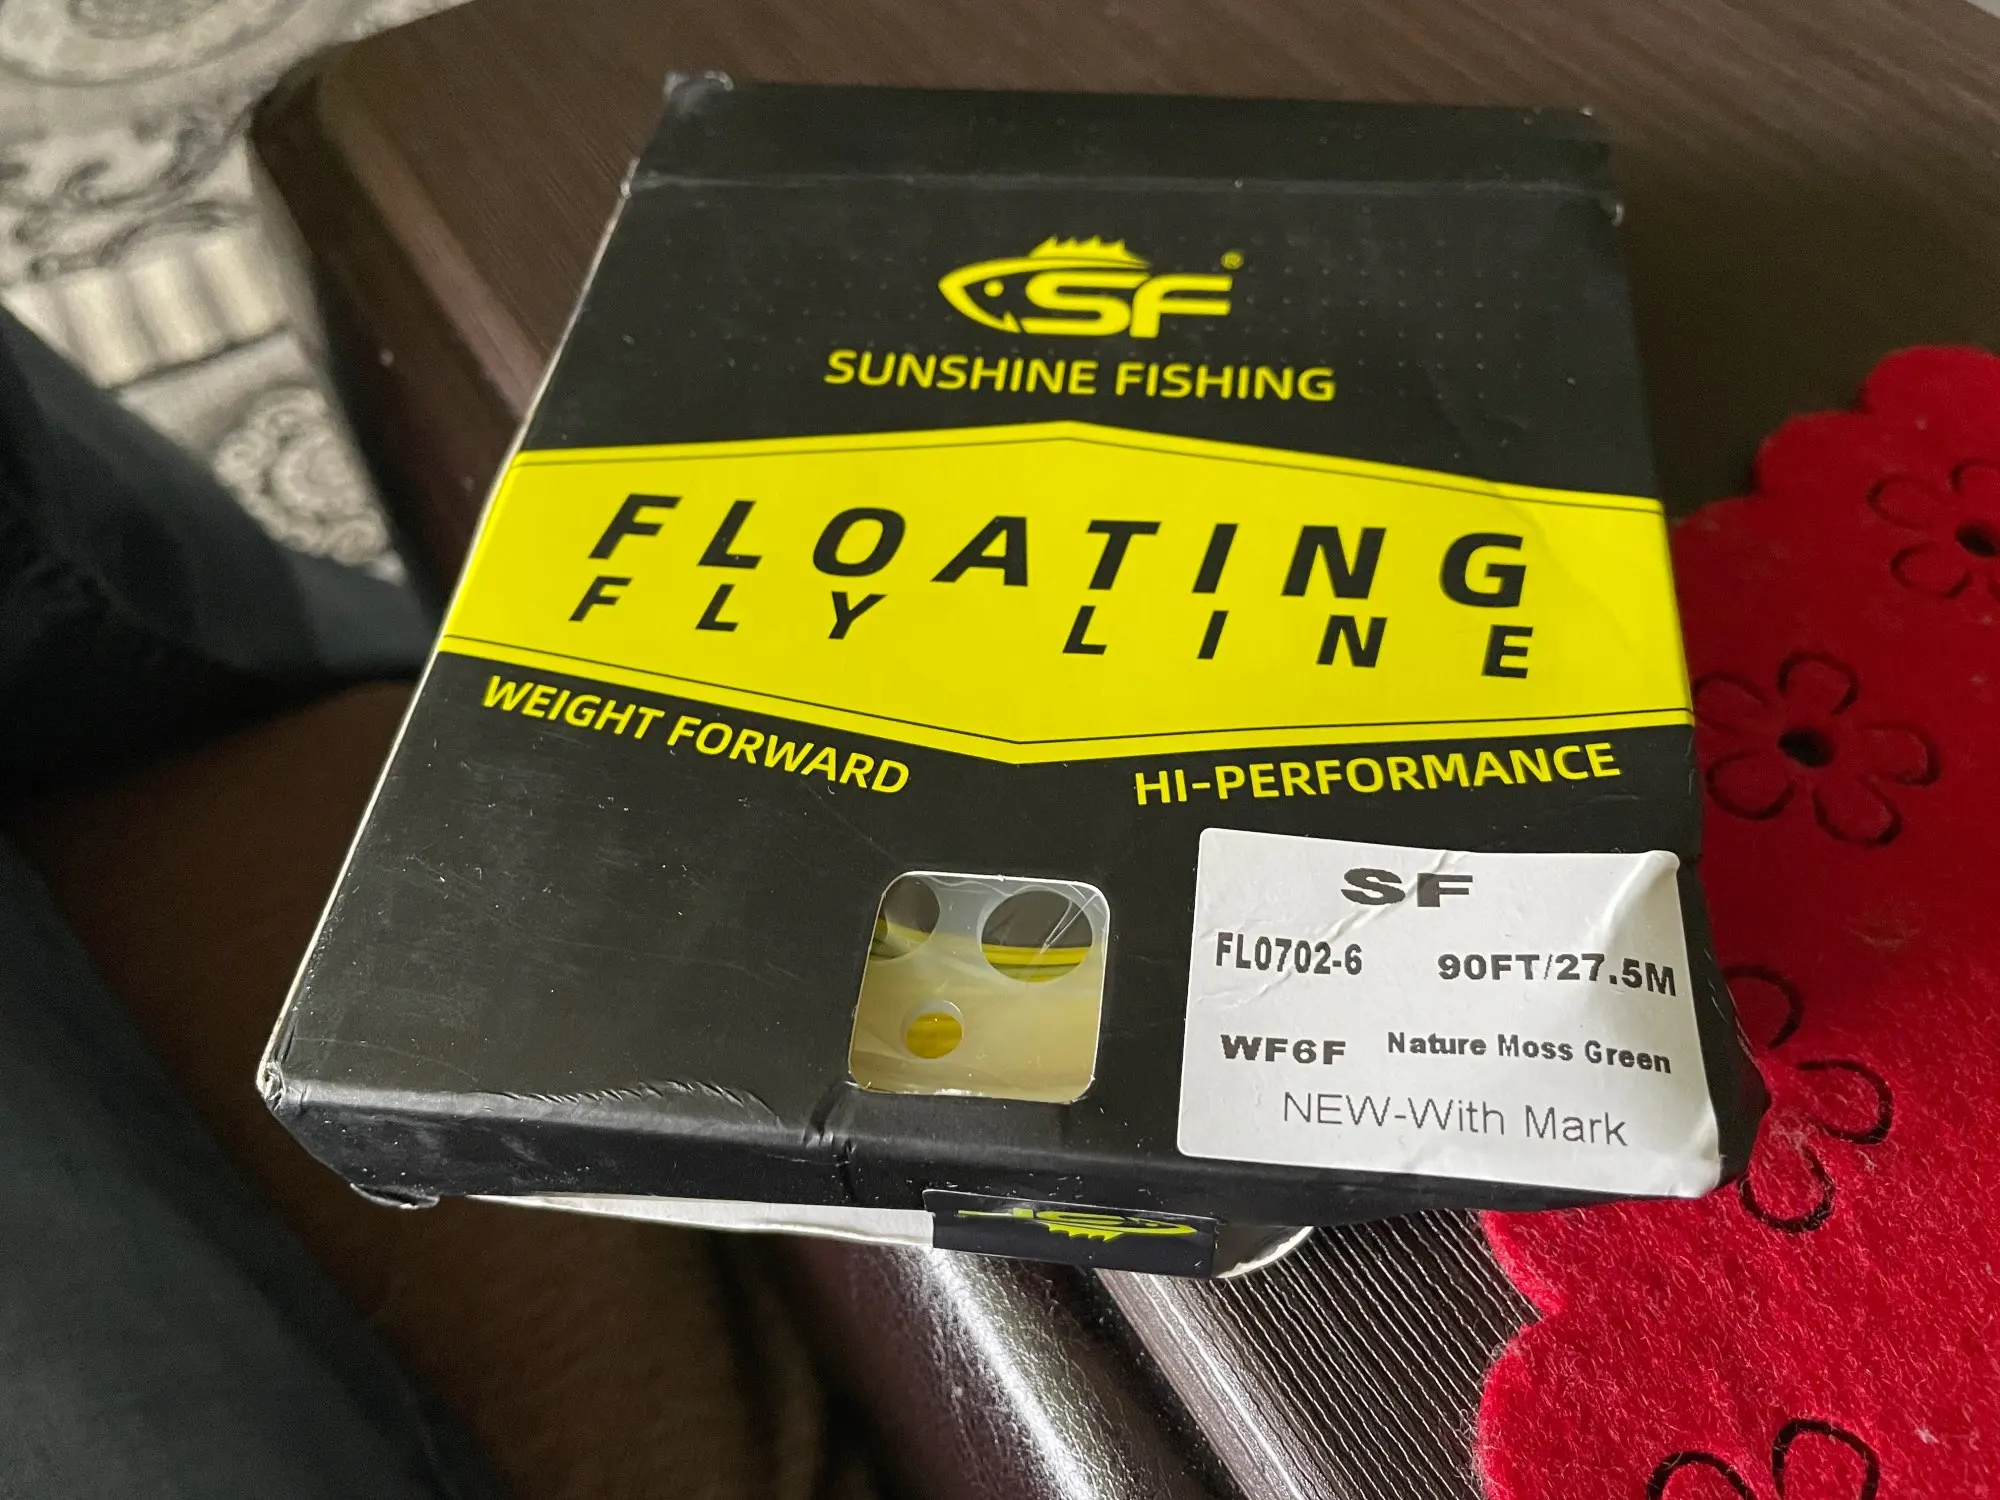 SF®
SUNSHINE FISHING
FLOATING
FLY LINE
WEIGHT FORWARD
HI-PERFORMANCE
SF
FL0702-6 90FT/27.5M
WF6F Nature Moss Green
NEW-With Mark
SF